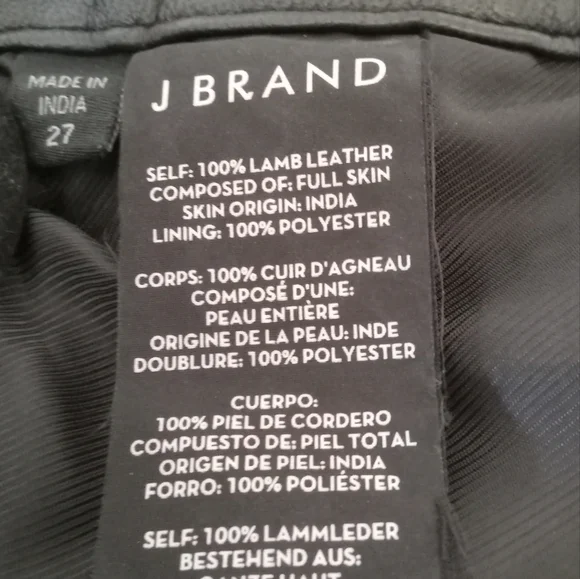 MADE IN
INDIA
27
J BRAND
SELF: 100% LAMB LEATHER
COMPOSED OF: FULL SKIN
SKIN ORIGIN: INDIA
LINING: 100% POLYESTER
CORPS: 100% CUIR D'AGNEAU
COMPOSÉ D'UNE:
PEAU ENTIÈRE
ORIGINE DE LA PEAU: INDE
DOUBLURE: 100% POLYESTER
CUERPO:
100% PIEL DE CORDERO
COMPUESTO DE: PIEL TOTAL
ORIGEN DE PIEL: INDIA
FORRO: 100% POLIÉSTER
SELF: 100% LAMMLEDER
BESTEHEND AUS:
GANZE HAUT